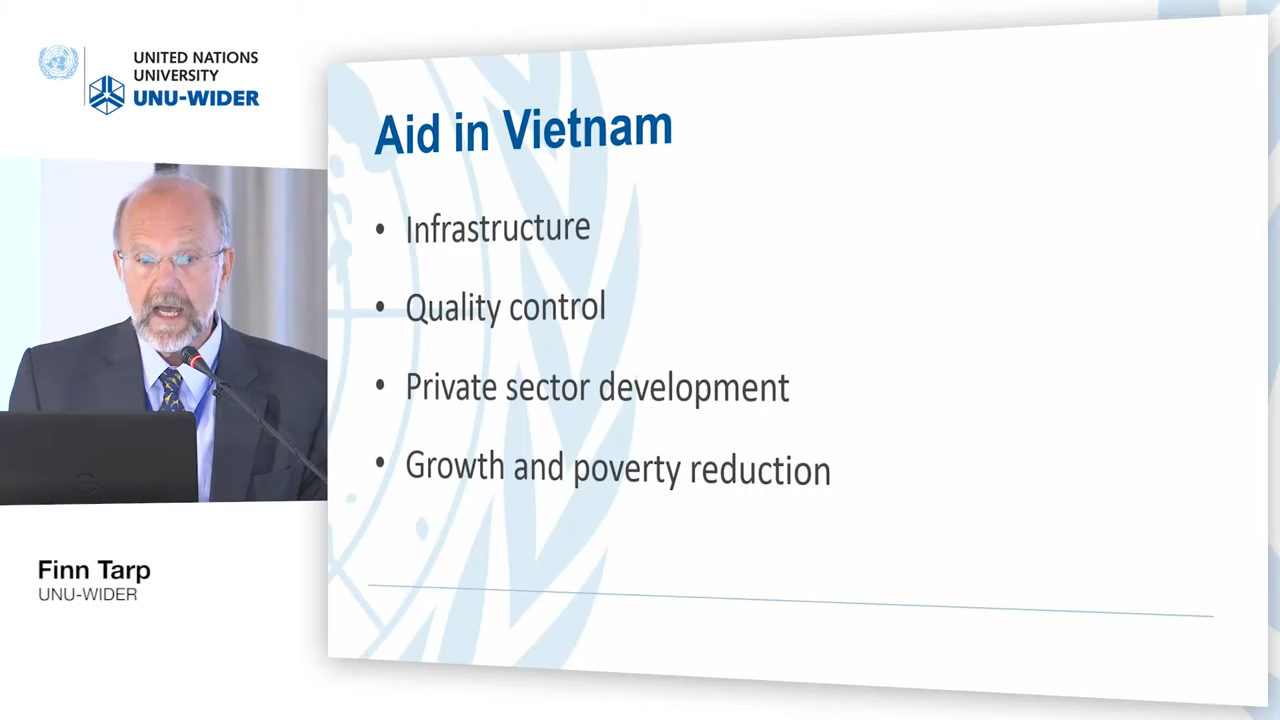 UNITED NATIONS
UNIVERSITY
UNU-WIDER
Aid in Vietnam
• Infrastructure
• Quality control
• Private sector development
• Growth and poverty reduction
Finn Tarp
UNU-WIDER